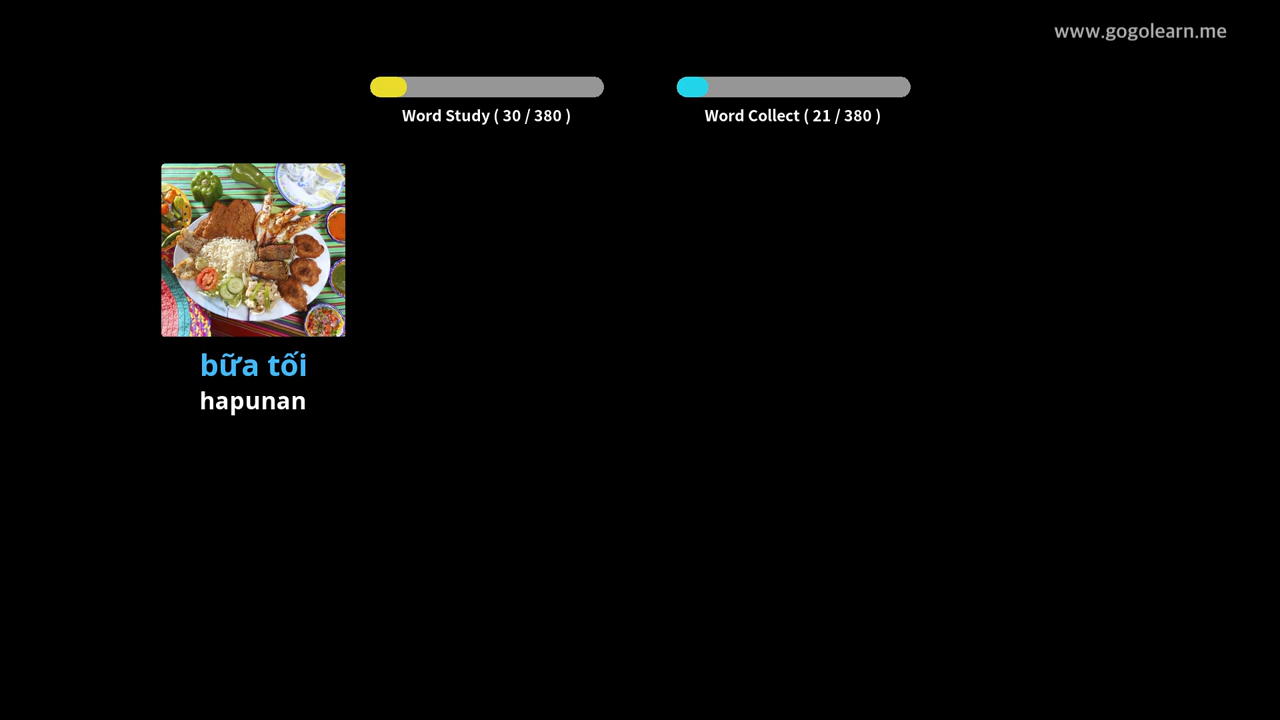 www.gogolearn.me
Word Study ( 30 / 380 )
Word Collect ( 21 / 380 )
bữa tối
hapunan